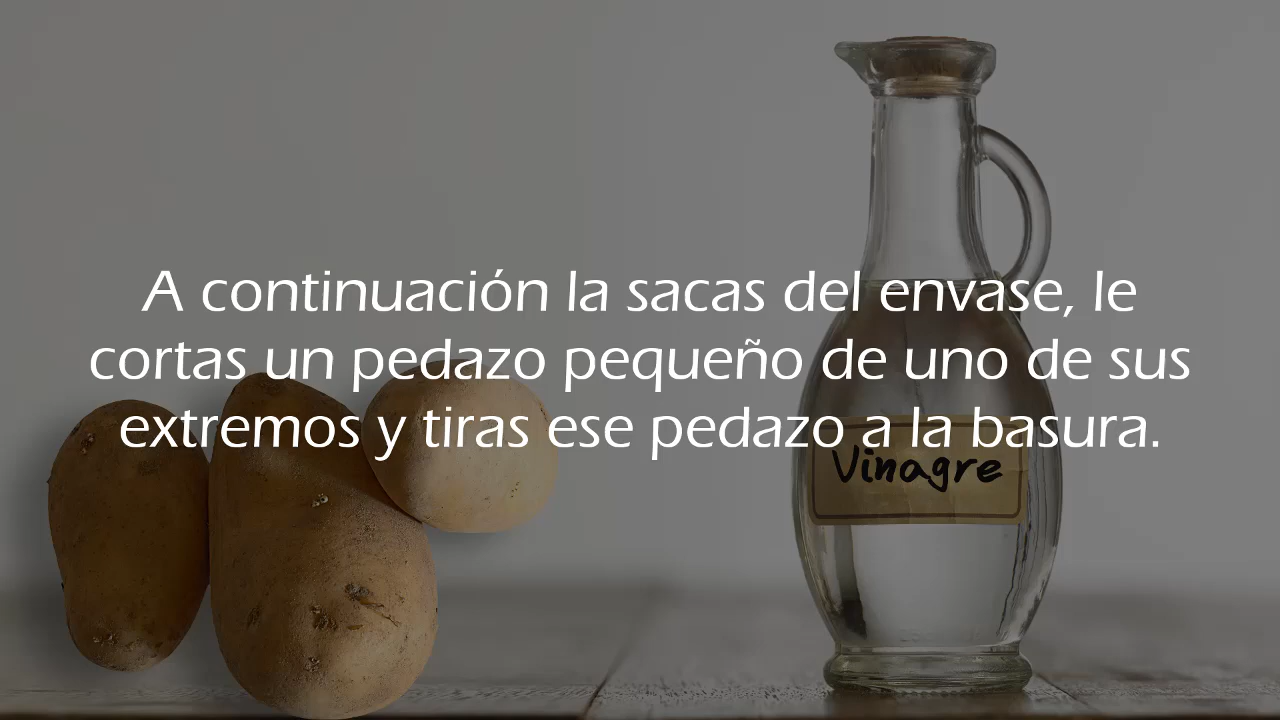 A continuación la sacas del envase, le
cortas un pedazo pequeño de uno de sus
extremos y tiras ese pedazo a la basura.
Vinagre